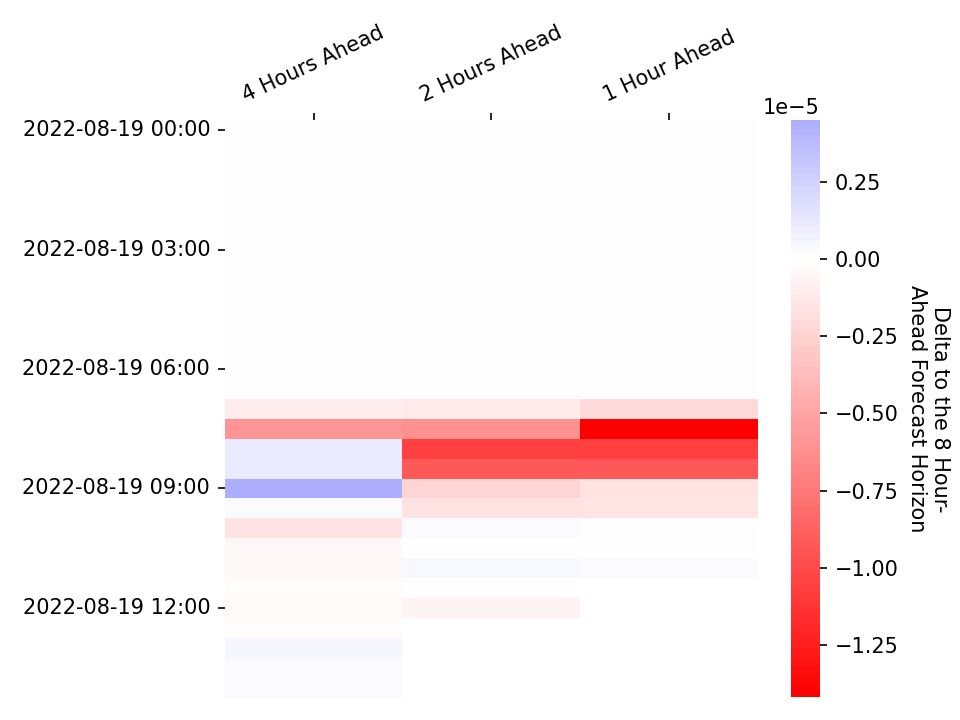 4 Hours Ahead
2 Hours Ahead
1 Hour Ahead
1e−5
2022-08-19 00:00
2022-08-19 03:00
2022-08-19 06:00
2022-08-19 09:00
2022-08-19 12:00
0.25
0.00
−0.25
−0.50
−0.75
−1.00
−1.25
Delta to the 8 Hour-
Ahead Forecast Horizon